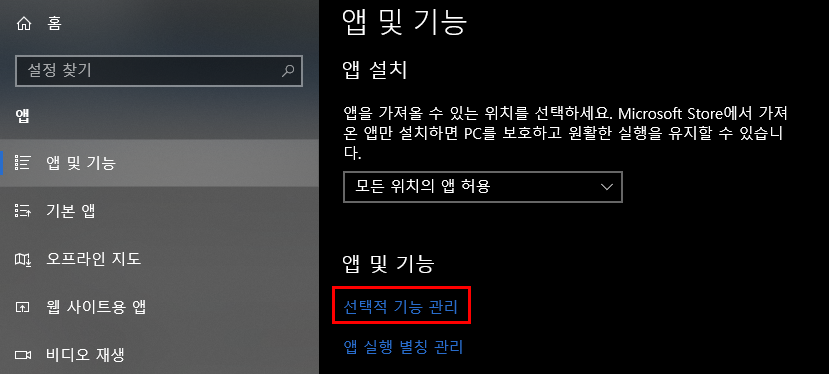 홈
설정 찾기
앱
앱 및 기능
기본 앱
오프라인 지도
웹 사이트용 앱
비디오 재생
앱 및 기능
앱 설치
앱을 가져올 수 있는 위치를 선택하세요. Microsoft Store에서 가져
온 앱만 설치하면 PC를 보호하고 원활한 실행을 유지할 수 있습니
다.
모든 위치의 앱 허용
앱 및 기능
선택적 기능 관리
앱 실행 별칭 관리